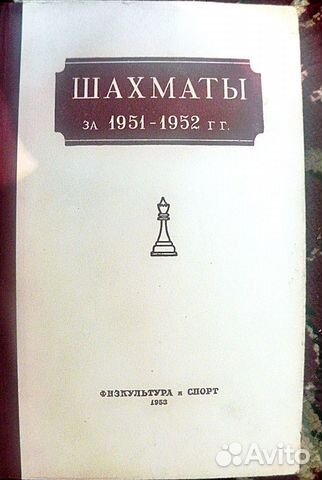 ШАХМАТЫ
ЗА 1951-1952 ГГ.
ФИЗКУЛЬТУРА и СПОРТ
1953
Avito